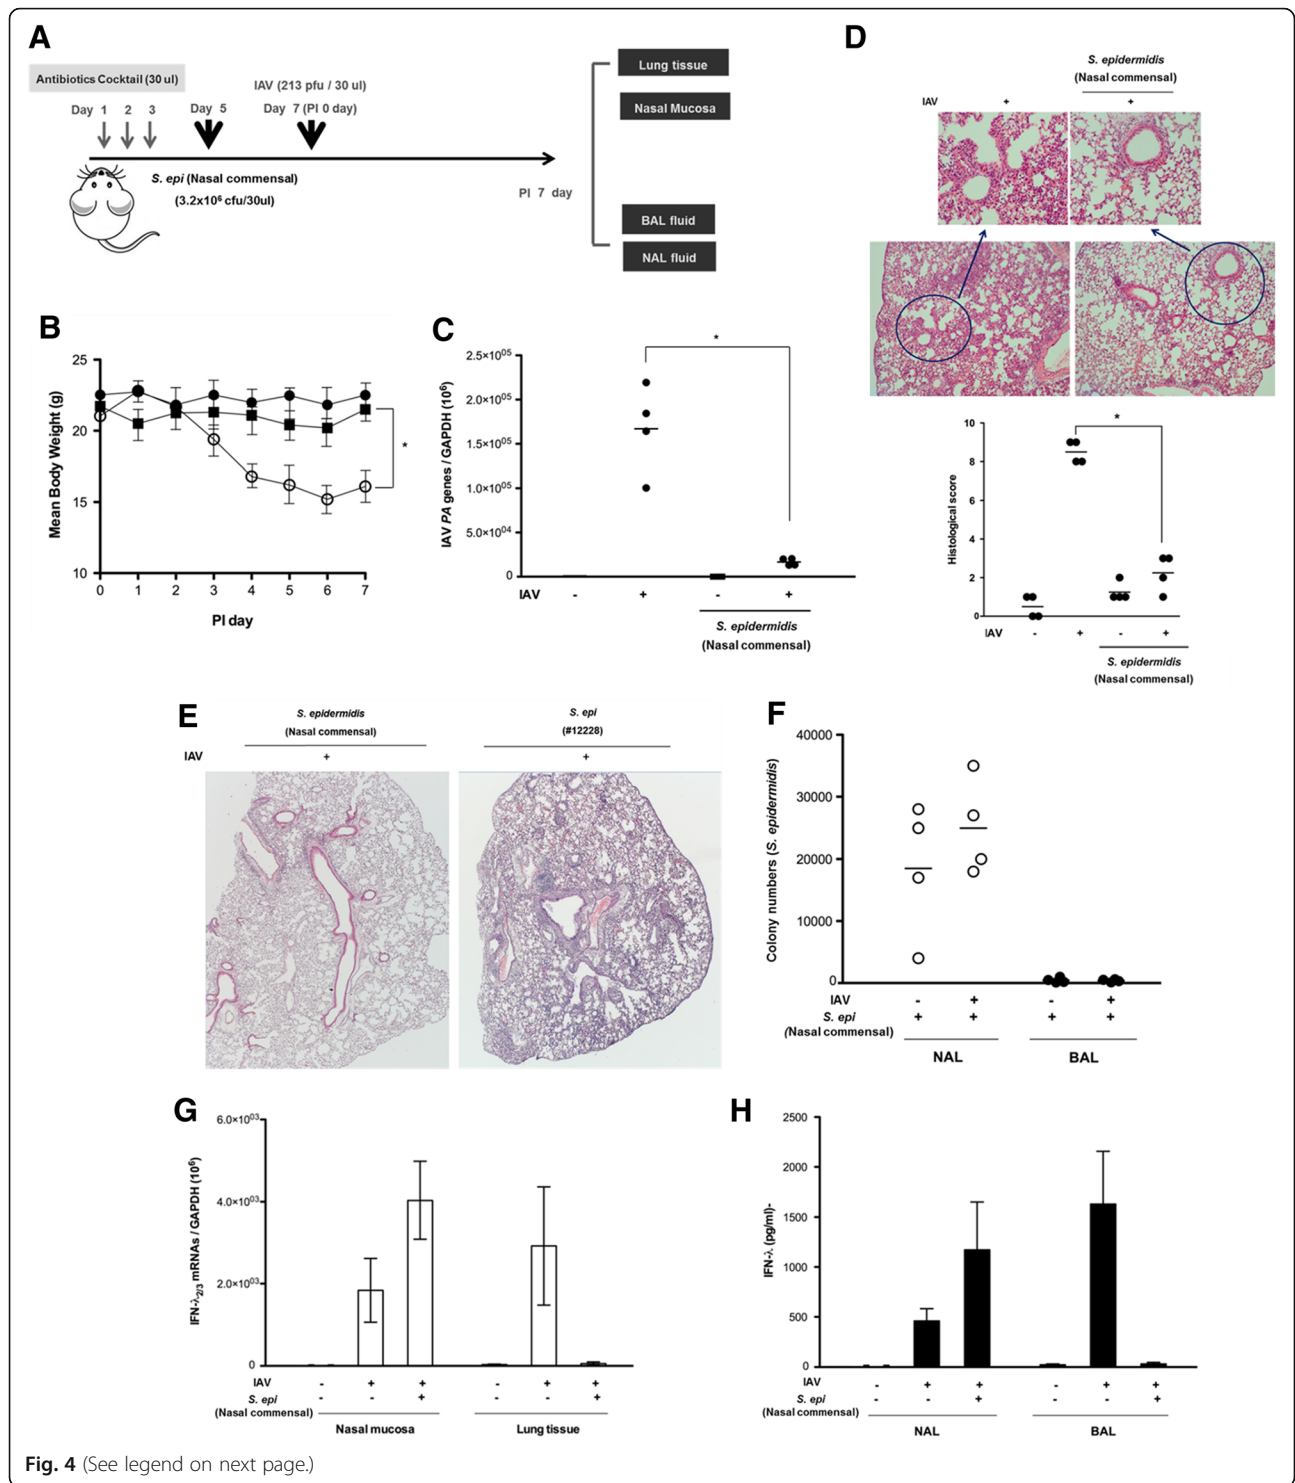 A
Antibiotics Cocktail (30 ul)
Day 1 2 3
Day 5
IAV (213 pfu / 30 ul)
Day 7 (PI 0 day)
S. epi (Nasal commensal)
(3.2x10⁶ cfu/30ul)
PI 7 day
Lung tissue
Nasal Mucosa
BAL fluid
NAL fluid
B
Mean Body Weight (g)
25
20
15
10
0 1 2 3 4 5 6 7
PI day
*
C
IAV PA genes / GAPDH (10⁶)
2.5×10⁰⁵
2.0×10⁰⁵
1.5×10⁰⁵
1.0×10⁰⁵
5.0×10⁰⁴
0
*
IAV - + - +
S. epidermidis
(Nasal commensal)
D
S. epidermidis
(Nasal commensal)
IAV + +
Histological score
10
8
6
4
2
0
*
IAV - + - +
S. epidermidis
(Nasal commensal)
E
S. epidermidis
(Nasal commensal)
S. epi
(#12228)
IAV + +
F
Colony numbers (S. epidermidis)
40000
30000
20000
10000
0
IAV - + - +
S. epi + + + +
(Nasal commensal)
NAL BAL
G
IFN-λ2/3 mRNAs / GAPDH (10⁶)
6.0×10⁰³
4.0×10⁰³
2.0×10⁰³
0
IAV - + + - + +
S. epi - - + - - +
(Nasal commensal)
Nasal mucosa Lung tissue
H
IFN-λ (pg/ml)-
2500
2000
1500
1000
500
0
IAV - + + - + +
S. epi - - + - - +
(Nasal commensal)
NAL BAL
Fig. 4 (See legend on next page.)